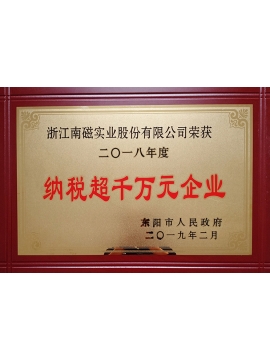 浙江南磁实业股份有限公司荣获
二〇一八年度
纳税超千万元企业
东阳市人民政府
二〇一九年二月